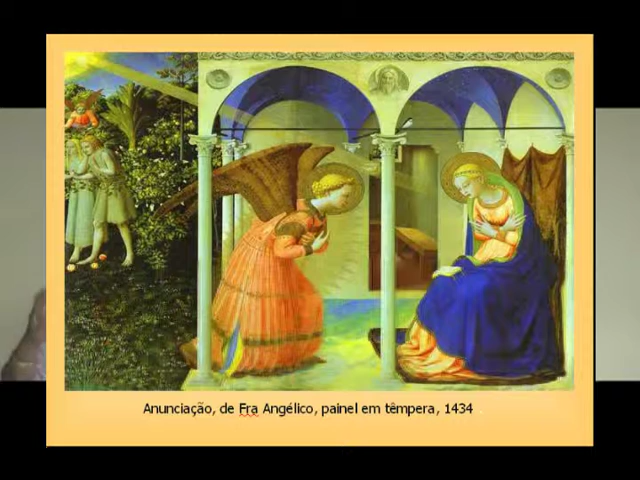 Anunciação, de Fra Angélico, painel em têmpera, 1434